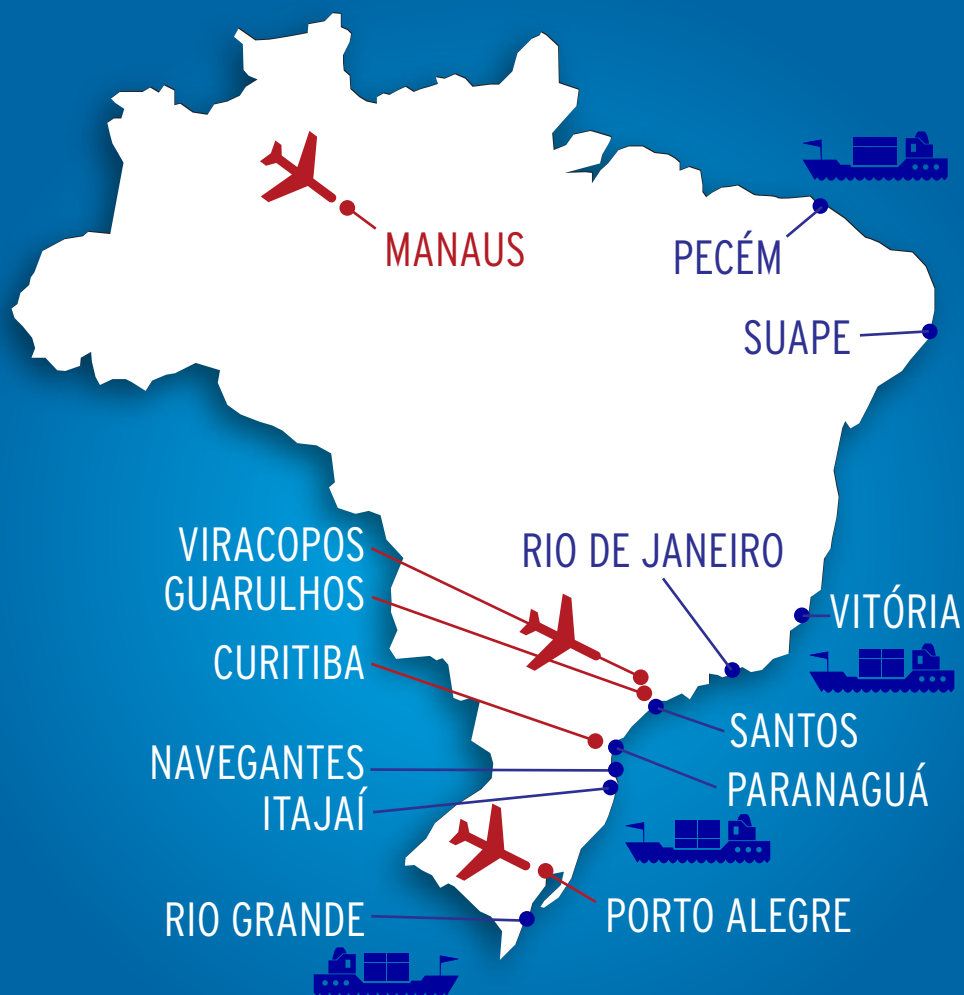 MANAUS
PECÉM
SUAPE
VIRACOPOS
RIO DE JANEIRO
GUARULHOS
VITÓRIA
CURITIBA
SANTOS
NAVEGANTES
PARANAGUÁ
ITAJAÍ
RIO GRANDE
PORTO ALEGRE